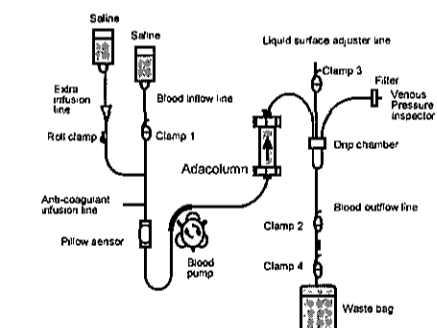 Saline
Saline
Liquid surface adjuster line
Clamp 3
Filter
Venous
Pressure
inspector
Extra
infusion
line
Blood inflow line
Roll clamp
Clamp 1
Drip chamber
Adacolumn
Anti-coagulant
infusion line
Blood outflow line
Clamp 2
Pillow sensor
Blood
pump
Clamp 4
Waste bag